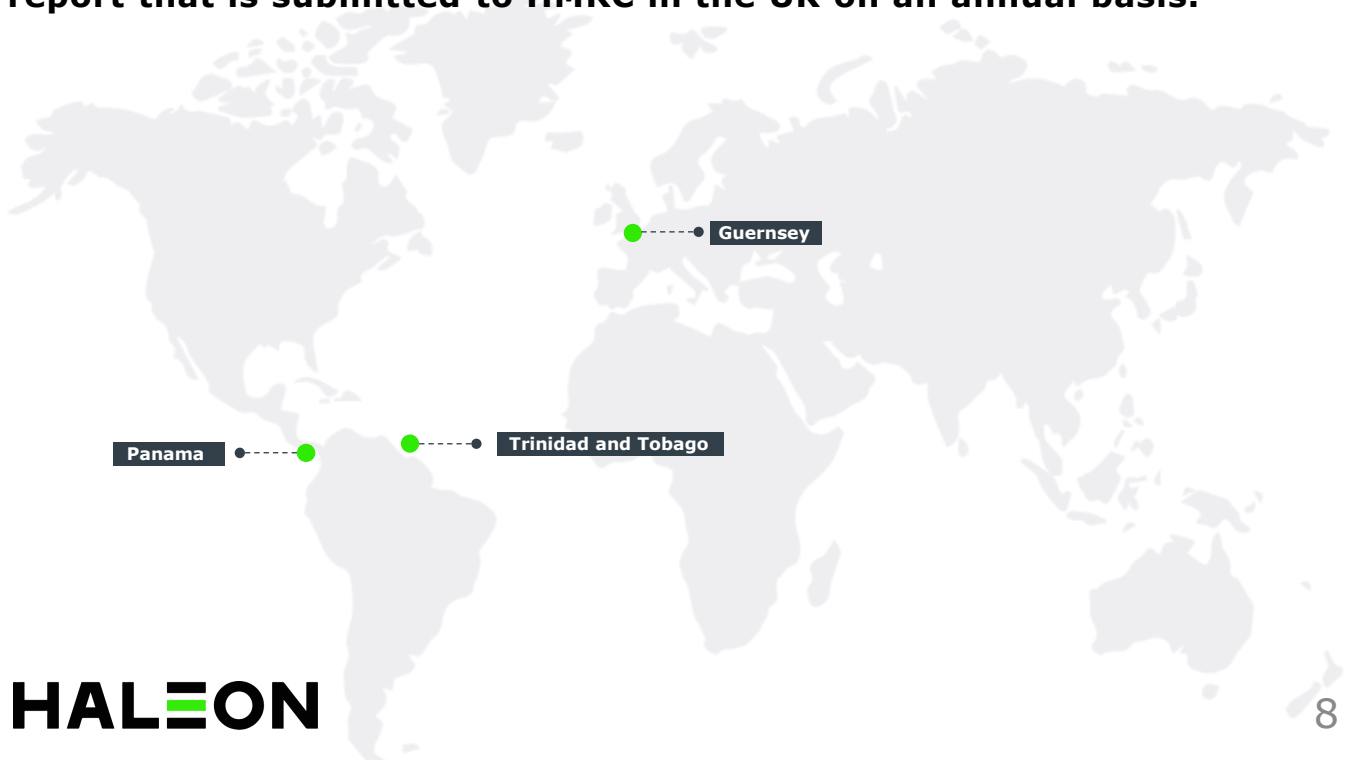 report that is submitted to HMRC in the UK on an annual basis.
Guernsey
Trinidad and Tobago
Panama
HALEON
8